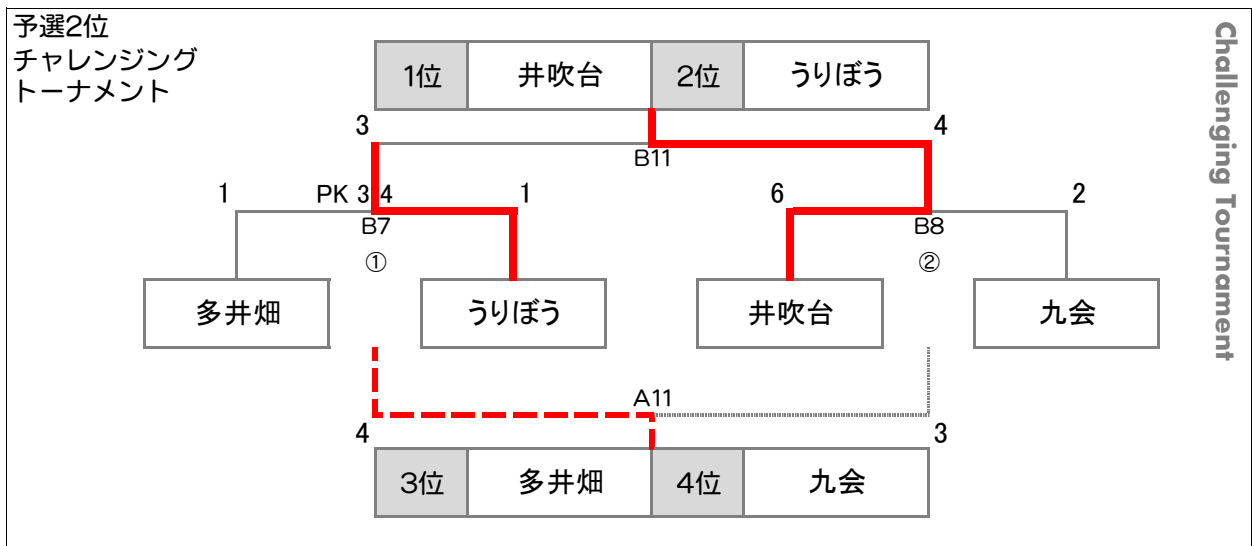 予選2位
チャレンジング
トーナメント
Challenging Tournament
1位 井吹台 2位 うりぼう
3 4
B11
1 PK 3 4 1 6 2
B7 B8
① ②
多井畑 うりぼう 井吹台 九会
A11
4 3
3位 多井畑 4位 九会